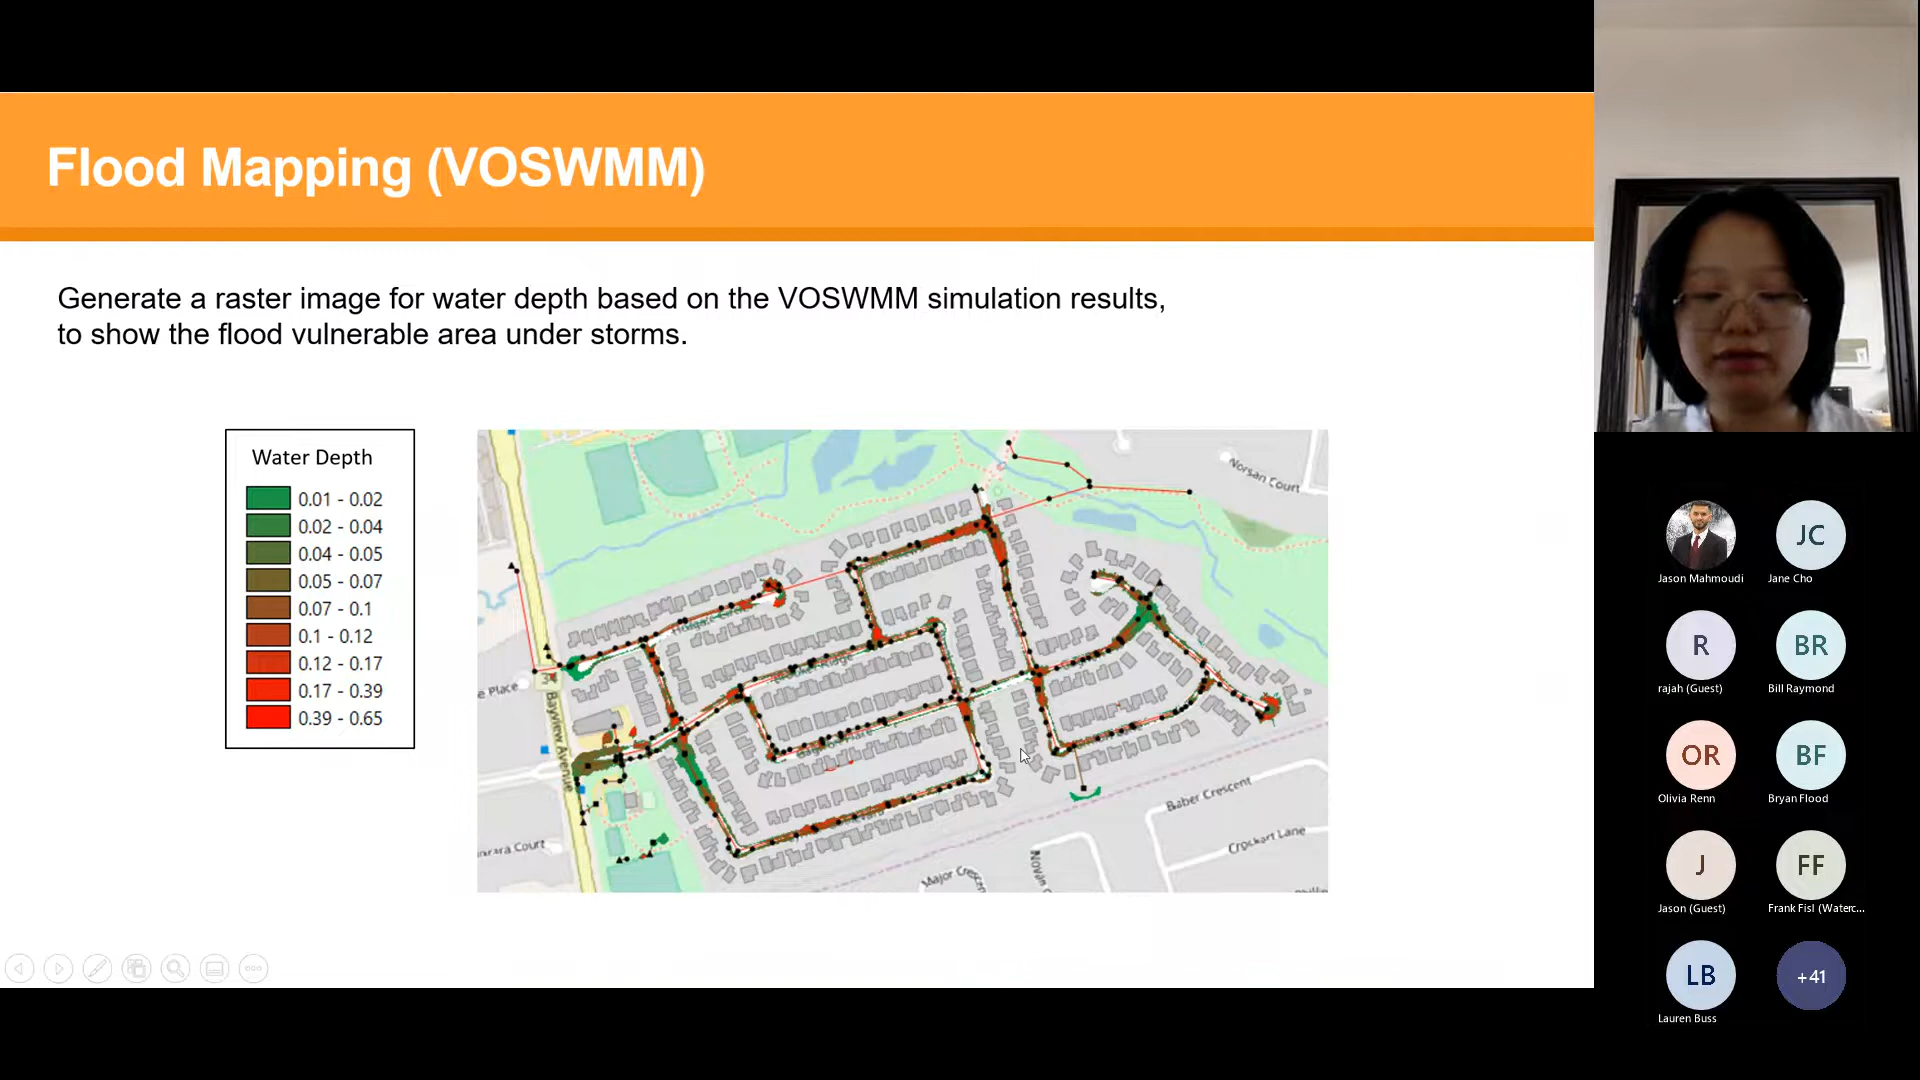 Flood Mapping (VOSWMM)
Generate a raster image for water depth based on the VOSWMM simulation results,
to show the flood vulnerable area under storms.
Water Depth
0.01 - 0.02
0.02 - 0.04
0.04 - 0.05
0.05 - 0.07
0.07 - 0.1
0.1 - 0.12
0.12 - 0.17
0.17 - 0.39
0.39 - 0.65
Norsan Court
e Place
Bayview Avenue
Baber Crescent
Crockart Lane
Major Cresc
Novan C
Court
Jason Mahmoudi
JC
Jane Cho
R
rajah (Guest)
BR
Bill Raymond
OR
Olivia Renn
BF
Bryan Flood
J
Jason (Guest)
FF
Frank Fisl (Waterc...
LB
Lauren Buss
+41